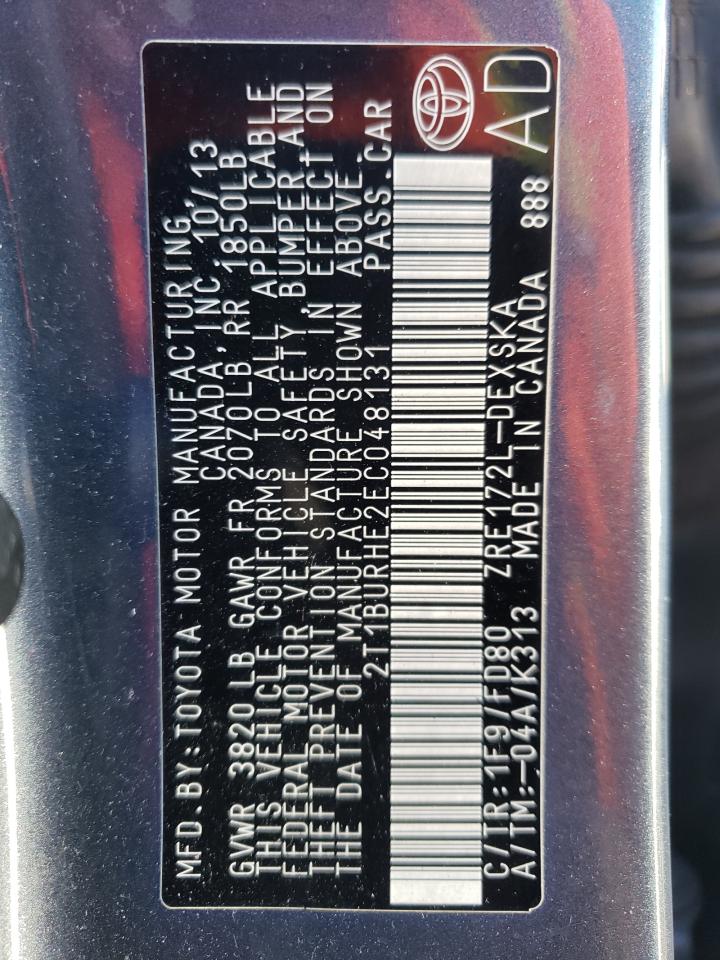 MFD.BY:TOYOTA MOTOR MANUFACTURING
CANADA, INC. 10/13
GVWR 3820LB GAWR FR 2070LB RR 1850LB
THIS VEHICLE CONFORMS TO ALL APPLICABLE
FEDERAL MOTOR VEHICLE SAFETY, BUMPER, AND
THEFT PREVENTION STANDARDS IN EFFECT ON
THE DATE OF MANUFACTURE SHOWN ABOVE.
2T1BURHE2EC048131 PASS.CAR
C/TR:1F9/FD80 ZRE172L-DEXSKA
A/TM:-04A/K313 MADE IN CANADA 888
AD